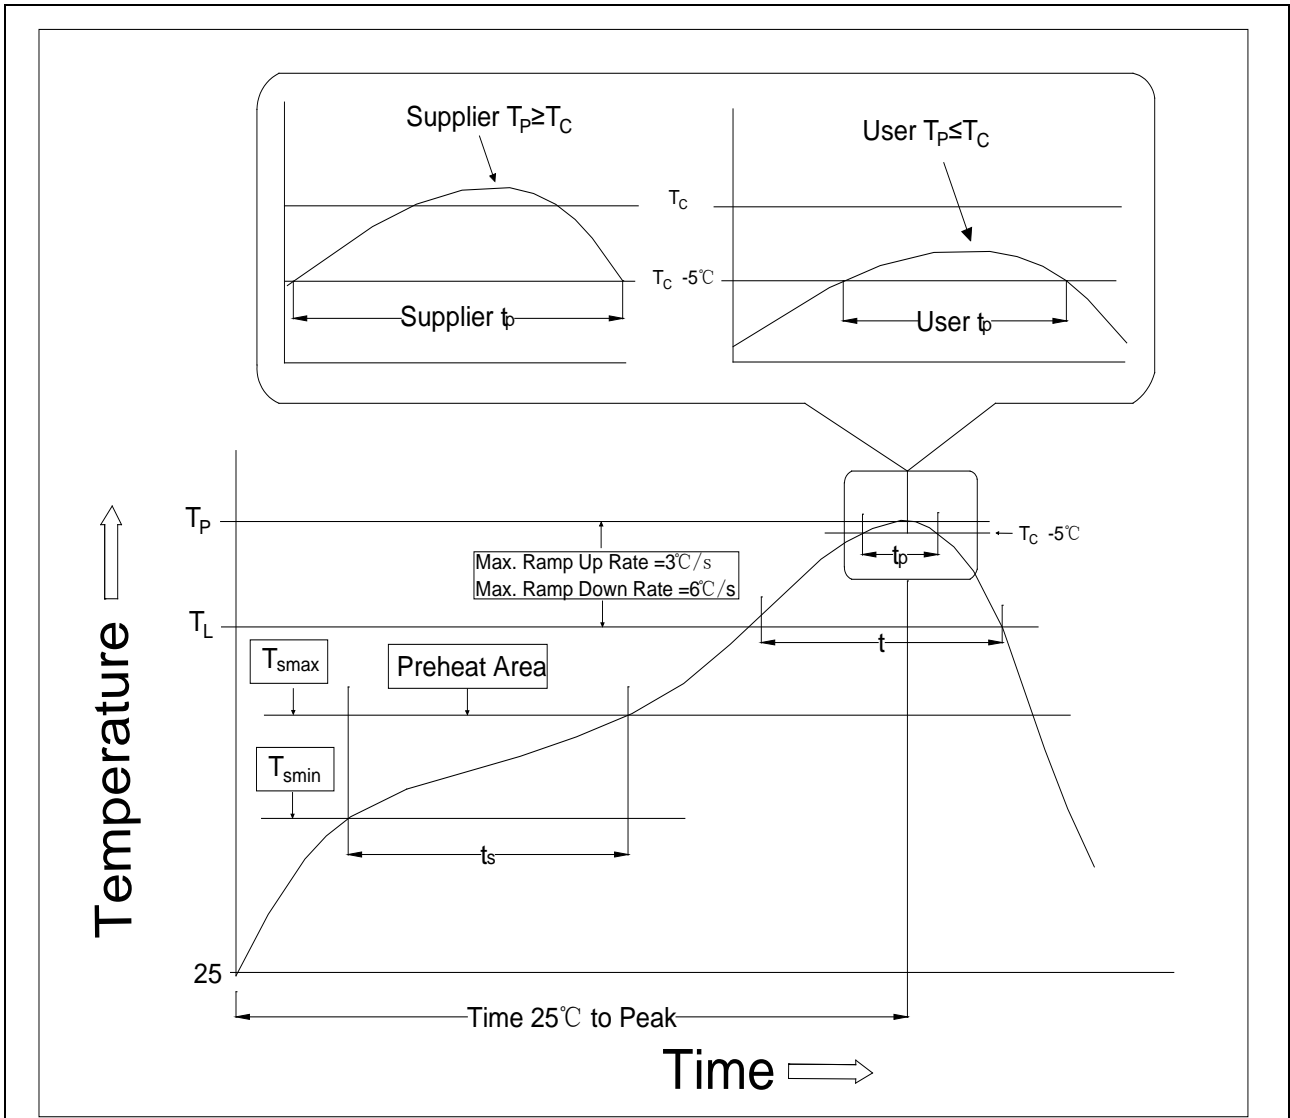 Supplier TP≥TC
User TP≤TC
TC
TC -5℃
Supplier tp
User tp
TP
TC -5℃
tp
Max. Ramp Up Rate =3℃/s
Max. Ramp Down Rate =6℃/s
TL
t
Tsmax
Preheat Area
Tsmin
ts
Temperature
25
Time 25℃ to Peak
Time